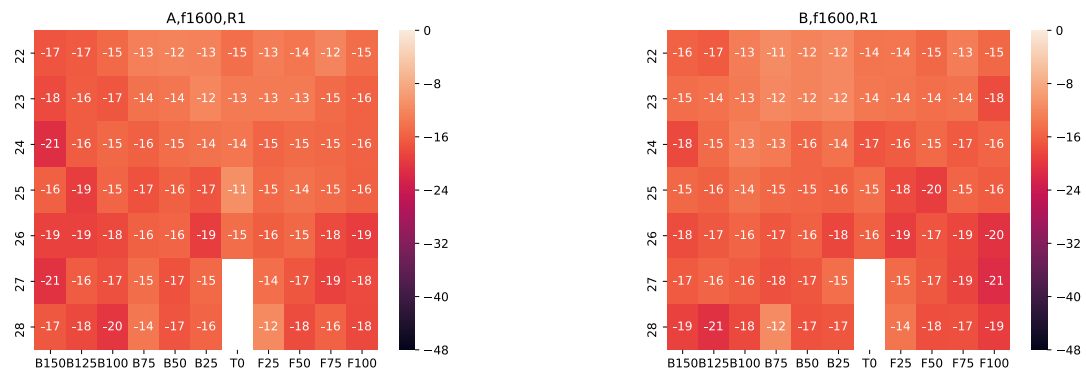 A,f1600,R1
22 -17 -17 -15 -13 -12 -13 -15 -13 -14 -12 -15
23 -18 -16 -17 -14 -14 -12 -13 -13 -13 -15 -16
24 -21 -16 -15 -16 -15 -14 -14 -15 -15 -15 -16
25 -16 -19 -15 -17 -16 -17 -11 -15 -14 -15 -16
26 -19 -19 -18 -16 -16 -19 -15 -16 -15 -18 -19
27 -21 -16 -17 -15 -17 -15 -14 -17 -19 -18
28 -17 -18 -20 -14 -17 -16 -12 -18 -16 -18
B150 B125 B100 B75 B50 B25 T0 F25 F50 F75 F100
0
−8
−16
−24
−32
−40
−48
B,f1600,R1
22 -16 -17 -13 -11 -12 -12 -14 -14 -15 -13 -15
23 -15 -14 -13 -12 -13 -12 -14 -14 -14 -14 -18
24 -18 -15 -13 -13 -16 -14 -17 -16 -15 -17 -16
25 -15 -16 -14 -15 -15 -16 -15 -18 -20 -15 -16
26 -18 -17 -16 -17 -16 -18 -16 -19 -17 -19 -20
27 -17 -16 -16 -18 -17 -15 -15 -17 -19 -21
28 -19 -21 -18 -12 -17 -17 -14 -18 -17 -19
B150 B125 B100 B75 B50 B25 T0 F25 F50 F75 F100
0
−8
−16
−24
−32
−40
−48